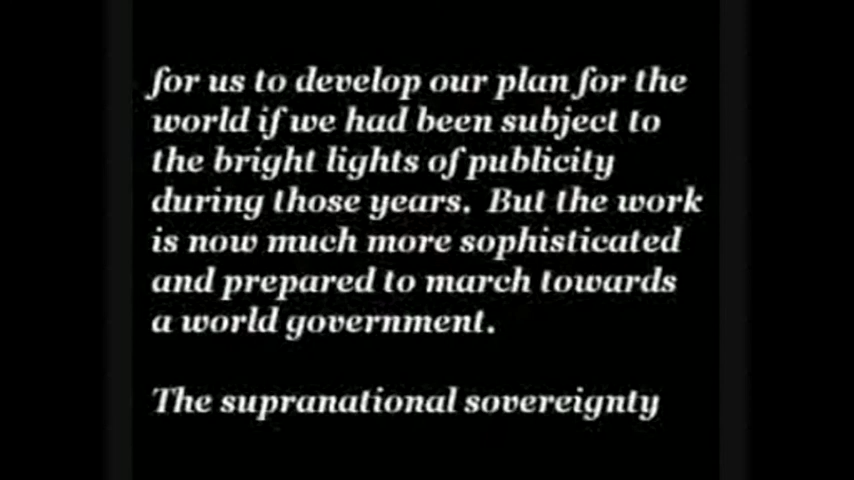 for us to develop our plan for the
world if we had been subject to
the bright lights of publicity
during those years.  But the work
is now much more sophisticated
and prepared to march towards
a world government.
The supranational sovereignty